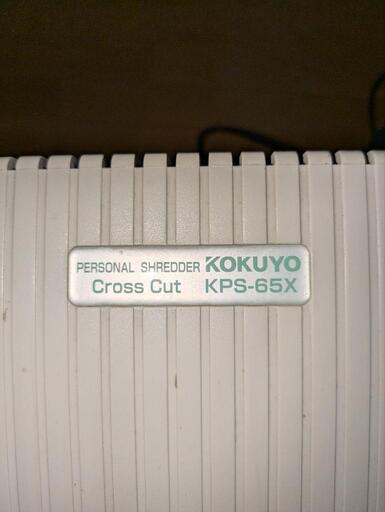 PERSONAL SHREDDER KOKUYO
Cross Cut KPS-65X